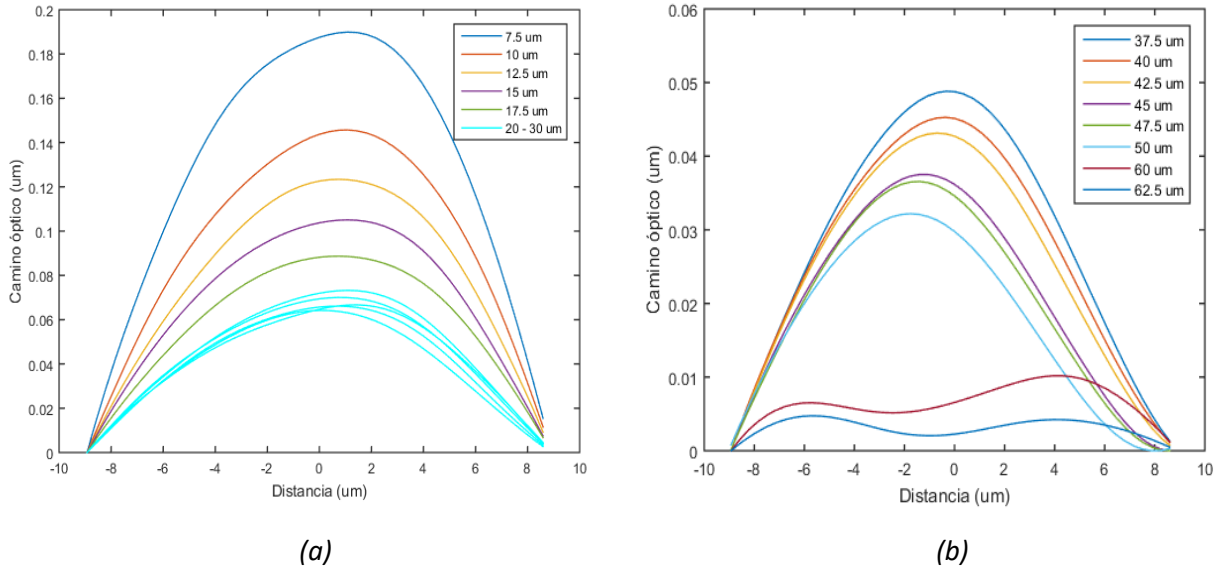 0.2
0.18
0.16
0.14
0.12
0.1
0.08
0.06
0.04
0.02
0
-10 -8 -6 -4 -2 0 2 4 6 8 10
Camino óptico (um)
Distancia (um)
7.5 um
10 um
12.5 um
15 um
17.5 um
20 - 30 um
(a)
0.06
0.05
0.04
0.03
0.02
0.01
0
-10 -8 -6 -4 -2 0 2 4 6 8 10
Camino óptico (um)
Distancia (um)
37.5 um
40 um
42.5 um
45 um
47.5 um
50 um
60 um
62.5 um
(b)